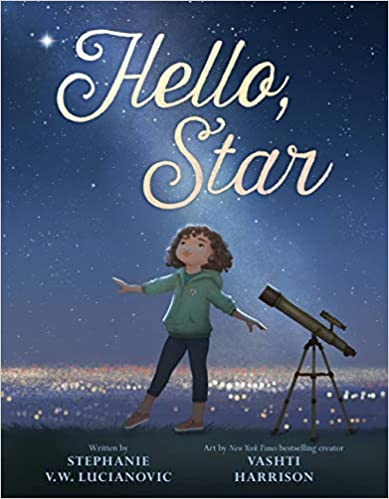 Hello,
Star
Written by
STEPHANIE
V.W. LUCIANOVIC
Art by New York Times bestselling creator
VASHTI
HARRISON